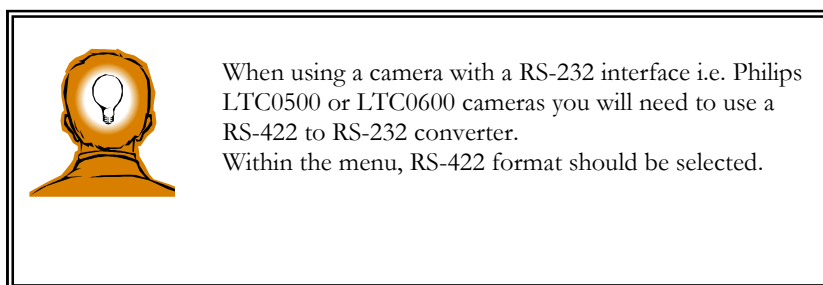 When using a camera with a RS-232 interface i.e. Philips
LTC0500 or LTC0600 cameras you will need to use a
RS-422 to RS-232 converter.
Within the menu, RS-422 format should be selected.